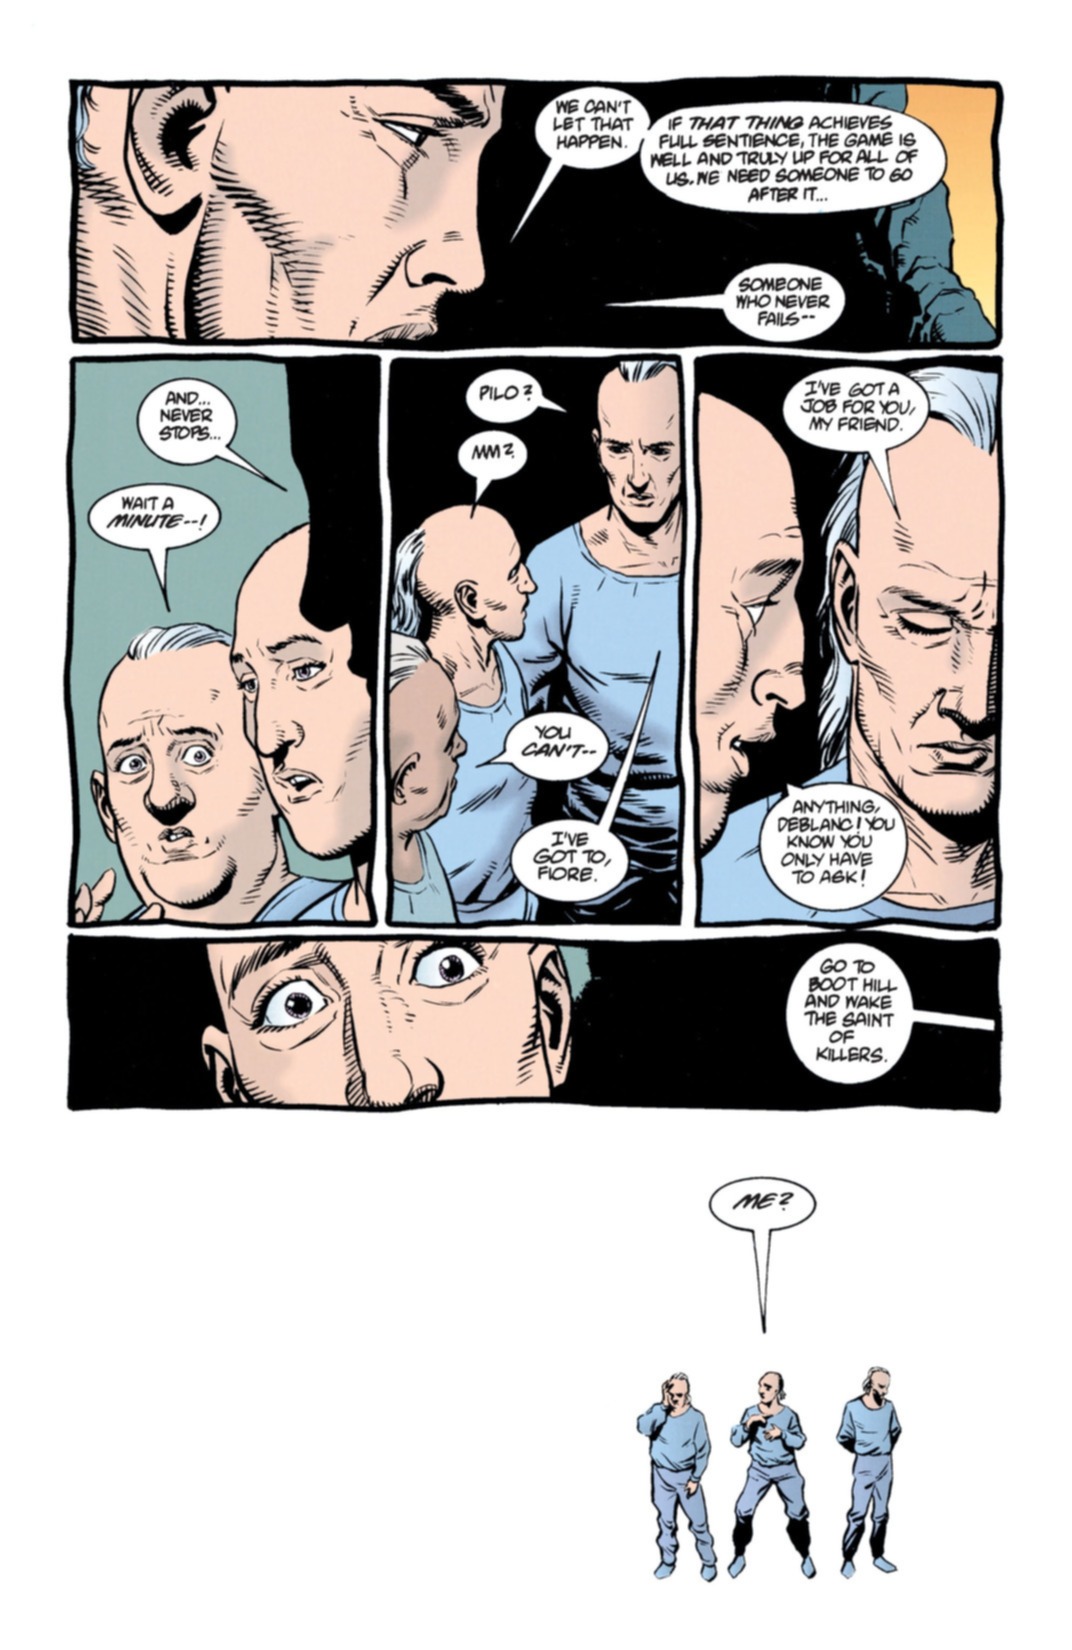 WE CAN'T
LET THAT
HAPPEN.
IF THAT THING ACHIEVES
FULL SENTIENCE, THE GAME IS
WELL AND TRULY UP FOR ALL OF
US. WE NEED SOMEONE TO GO
AFTER IT...
SOMEONE
WHO NEVER
FAILS--
AND...
NEVER
STOPS...
WAIT A
MINUTE--!
PILO?
MM?
YOU
CAN'T--
I'VE
GOT TO,
FIORE.
I'VE GOT A
JOB FOR YOU,
MY FRIEND.
ANYTHING,
DEBLANC! YOU
KNOW YOU
ONLY HAVE
TO ASK!
GO TO
BOOT HILL
AND WAKE
THE SAINT
OF
KILLERS.
ME?